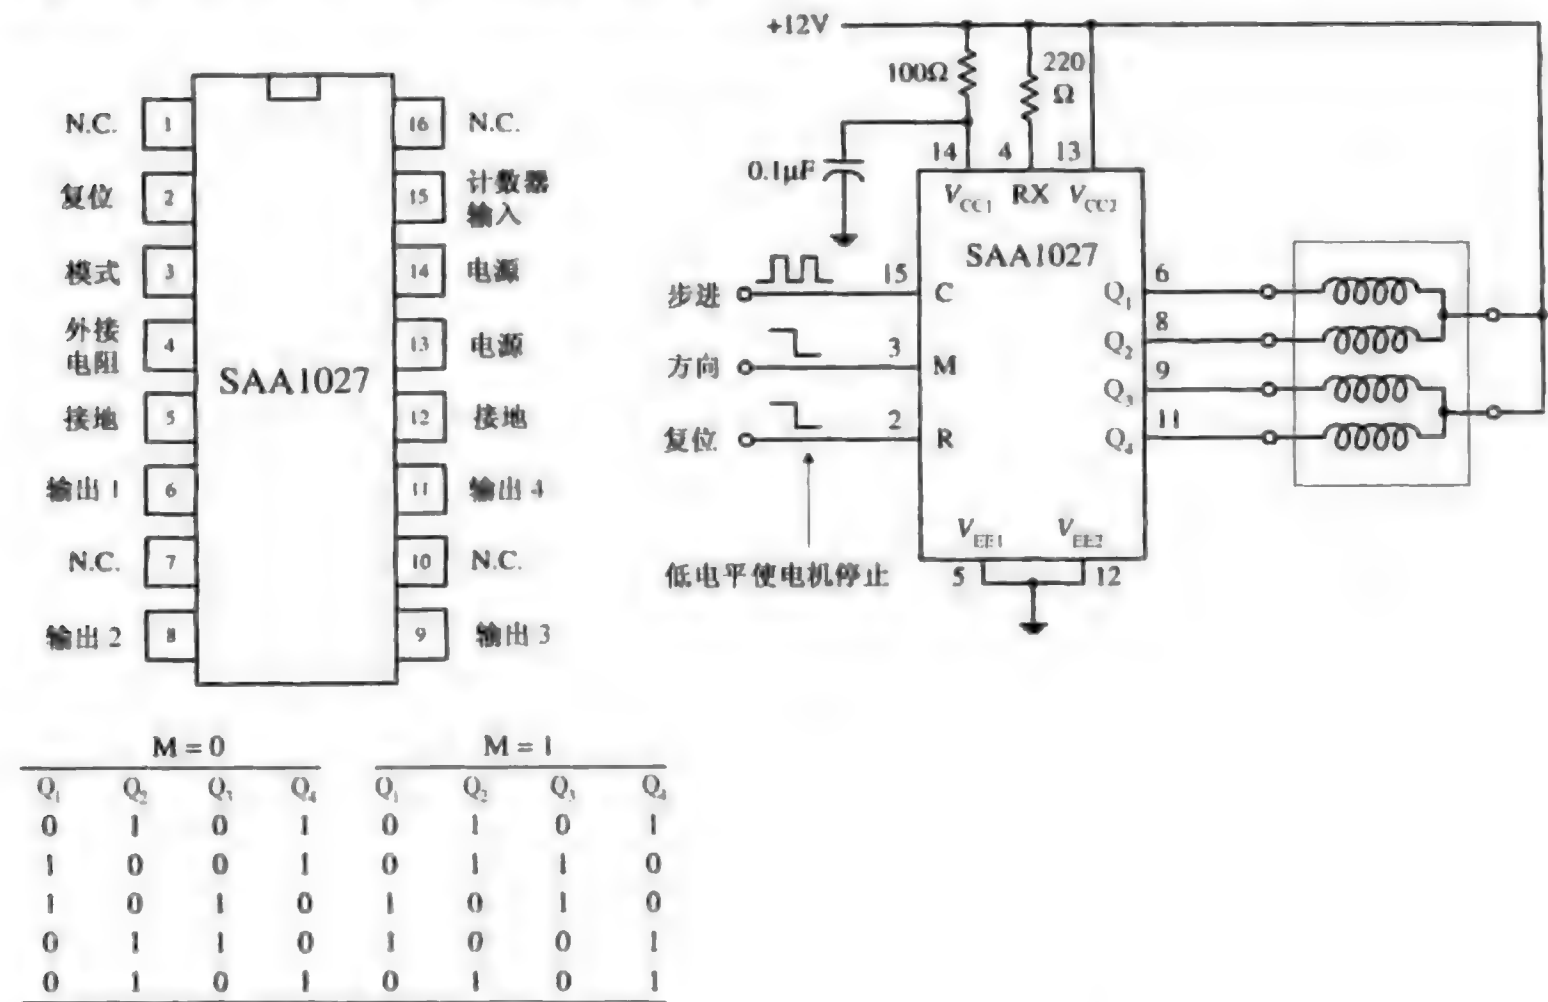 N.C. 1
复位 2
模式 3
外接
电阻 4
接地 5
输出 1 6
N.C. 7
输出 2 8
SAA1027
16 N.C.
15 计数器
输入
14 电源
13 电源
12 接地
11 输出 4
10 N.C.
9 输出 3
+12V
100Ω
220
Ω
0.1μF
14 4 13
V_CC1 RX V_CC2
SAA1027
步进 15 C
方向 3 M
复位 2 R
Q₁ 6
Q₂ 8
Q₃ 9
Q₄ 11
V_EE1 V_EE2
5 12
低电平使电机停止
M = 0 M = 1
Q₁ Q₂ Q₃ Q₄ Q₁ Q₂ Q₃ Q₄
0 1 0 1 0 1 0 1
1 0 0 1 0 1 1 0
1 0 1 0 1 0 1 0
0 1 1 0 1 0 0 1
0 1 0 1 0 1 0 1